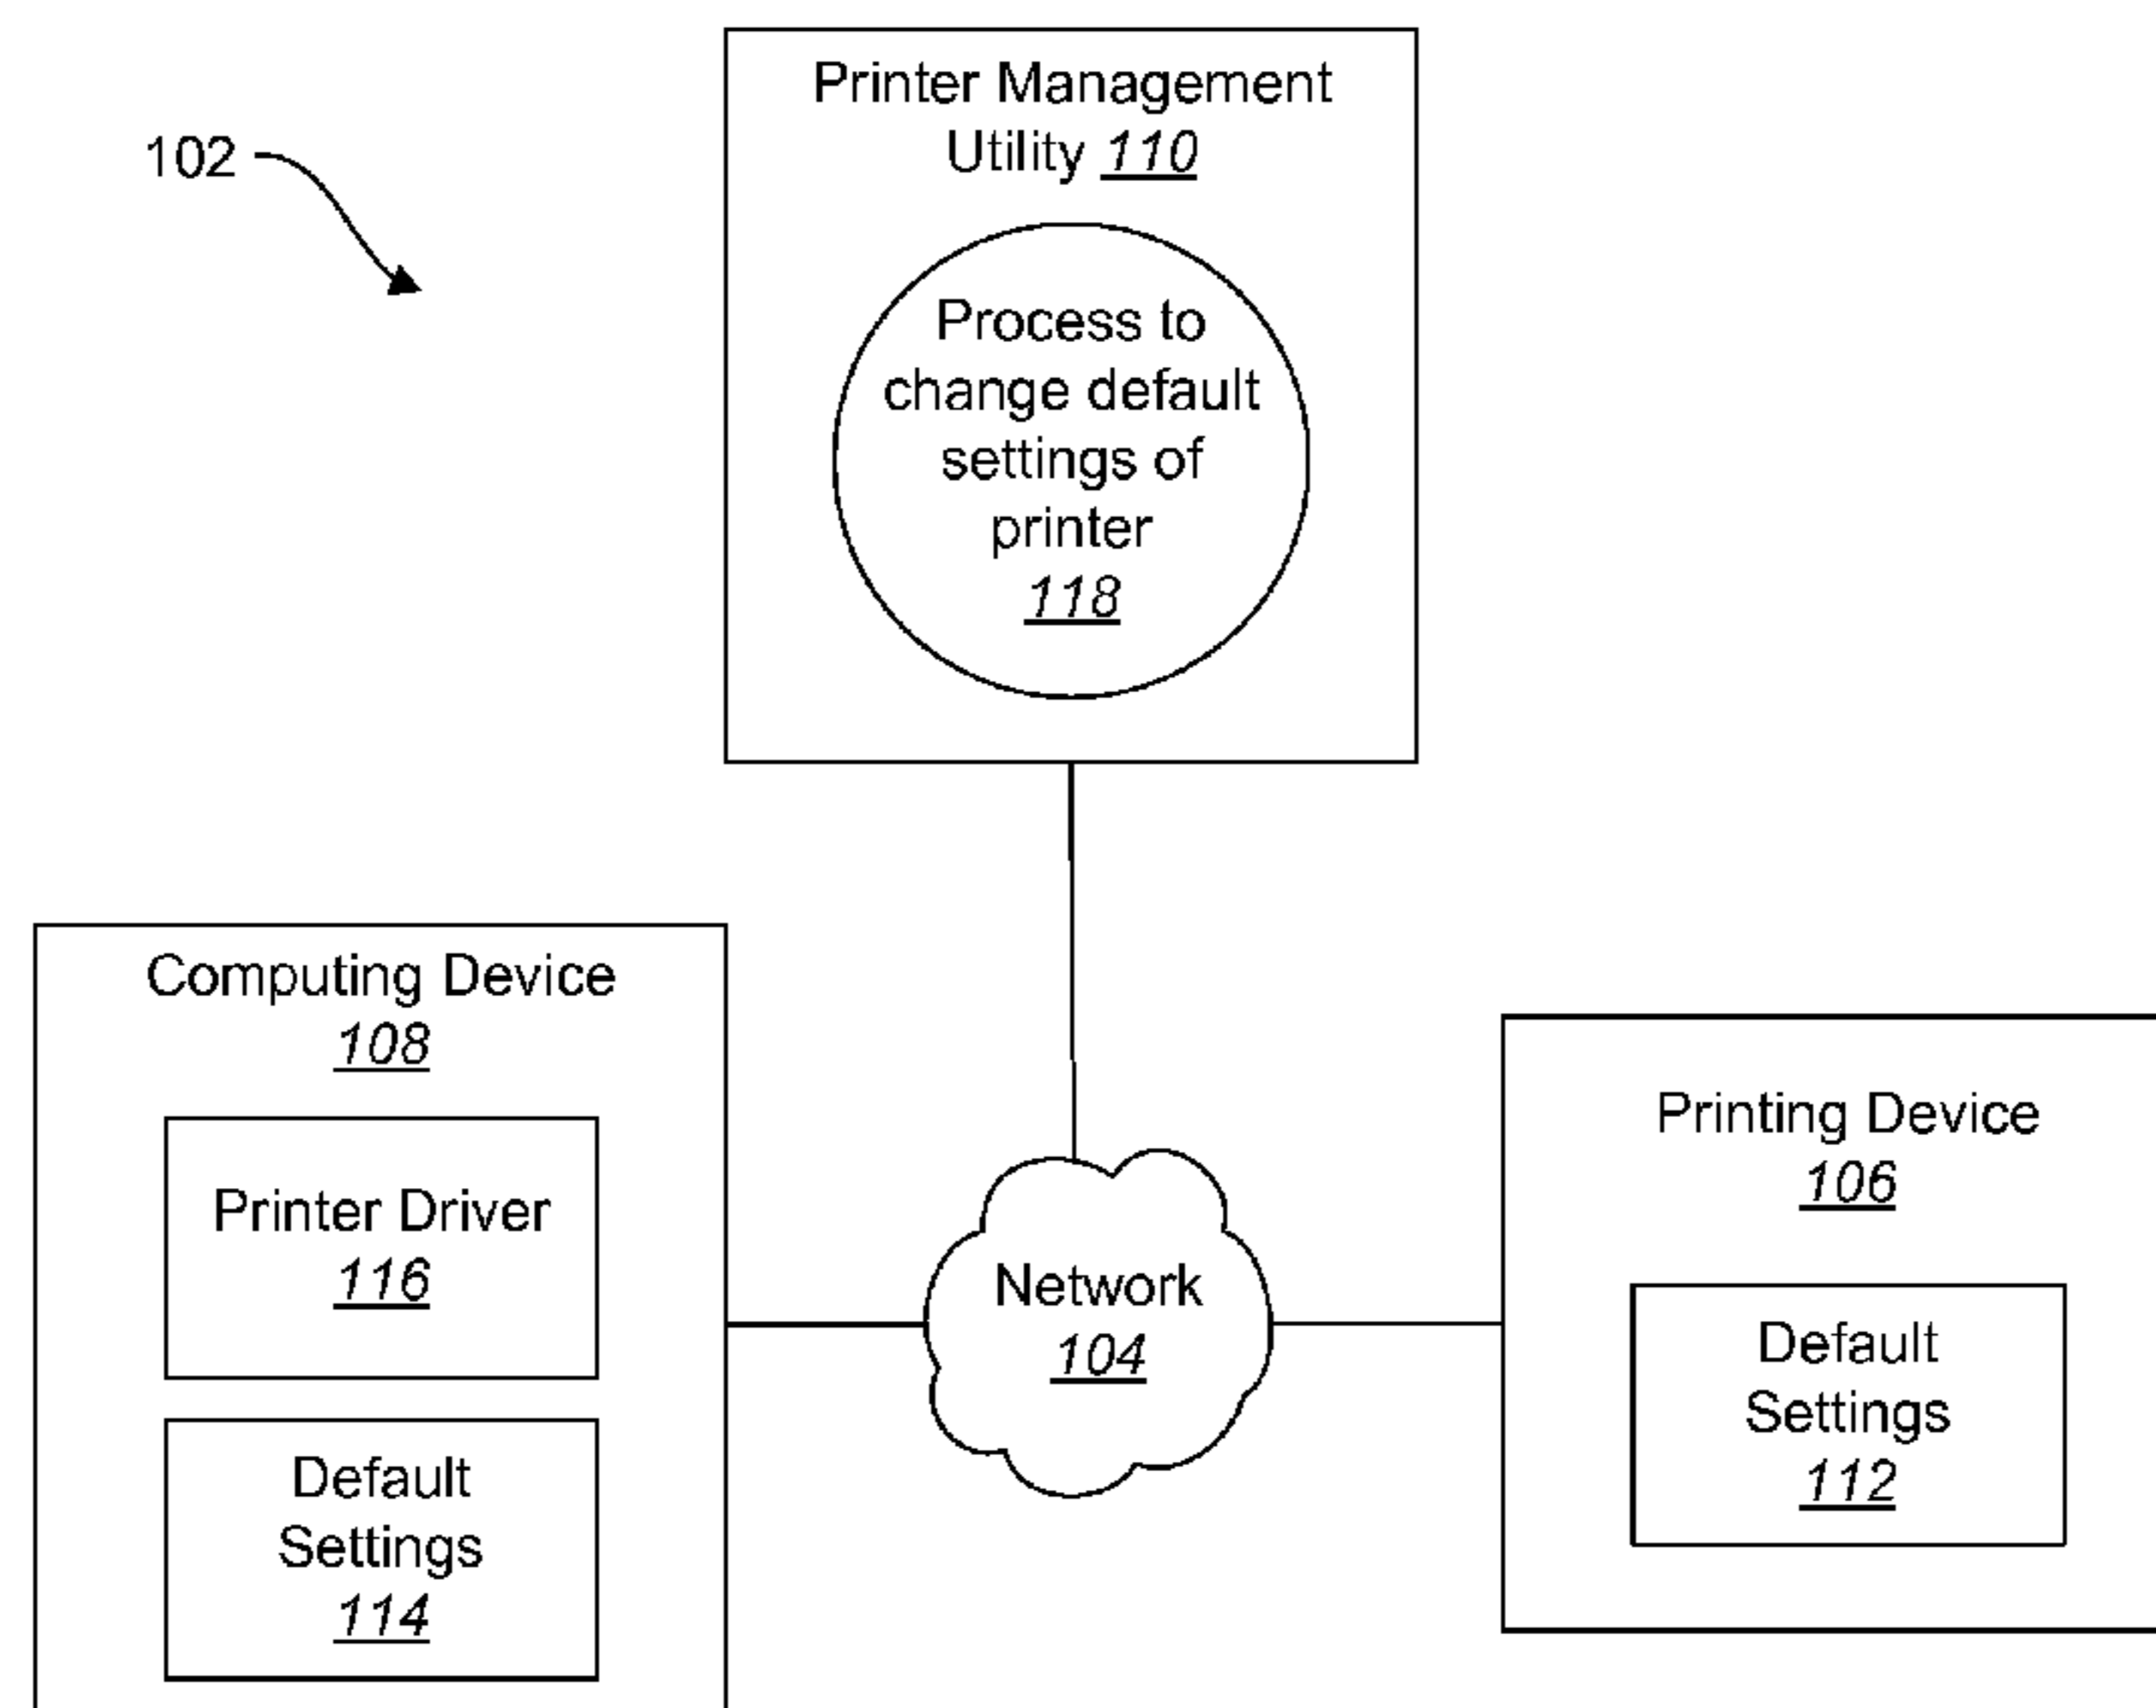 Printer Management
Utility 110
102
Process to
change default
settings of
printer
118
Computing Device
108
Printer Driver
116
Default
Settings
114
Network
104
Printing Device
106
Default
Settings
112